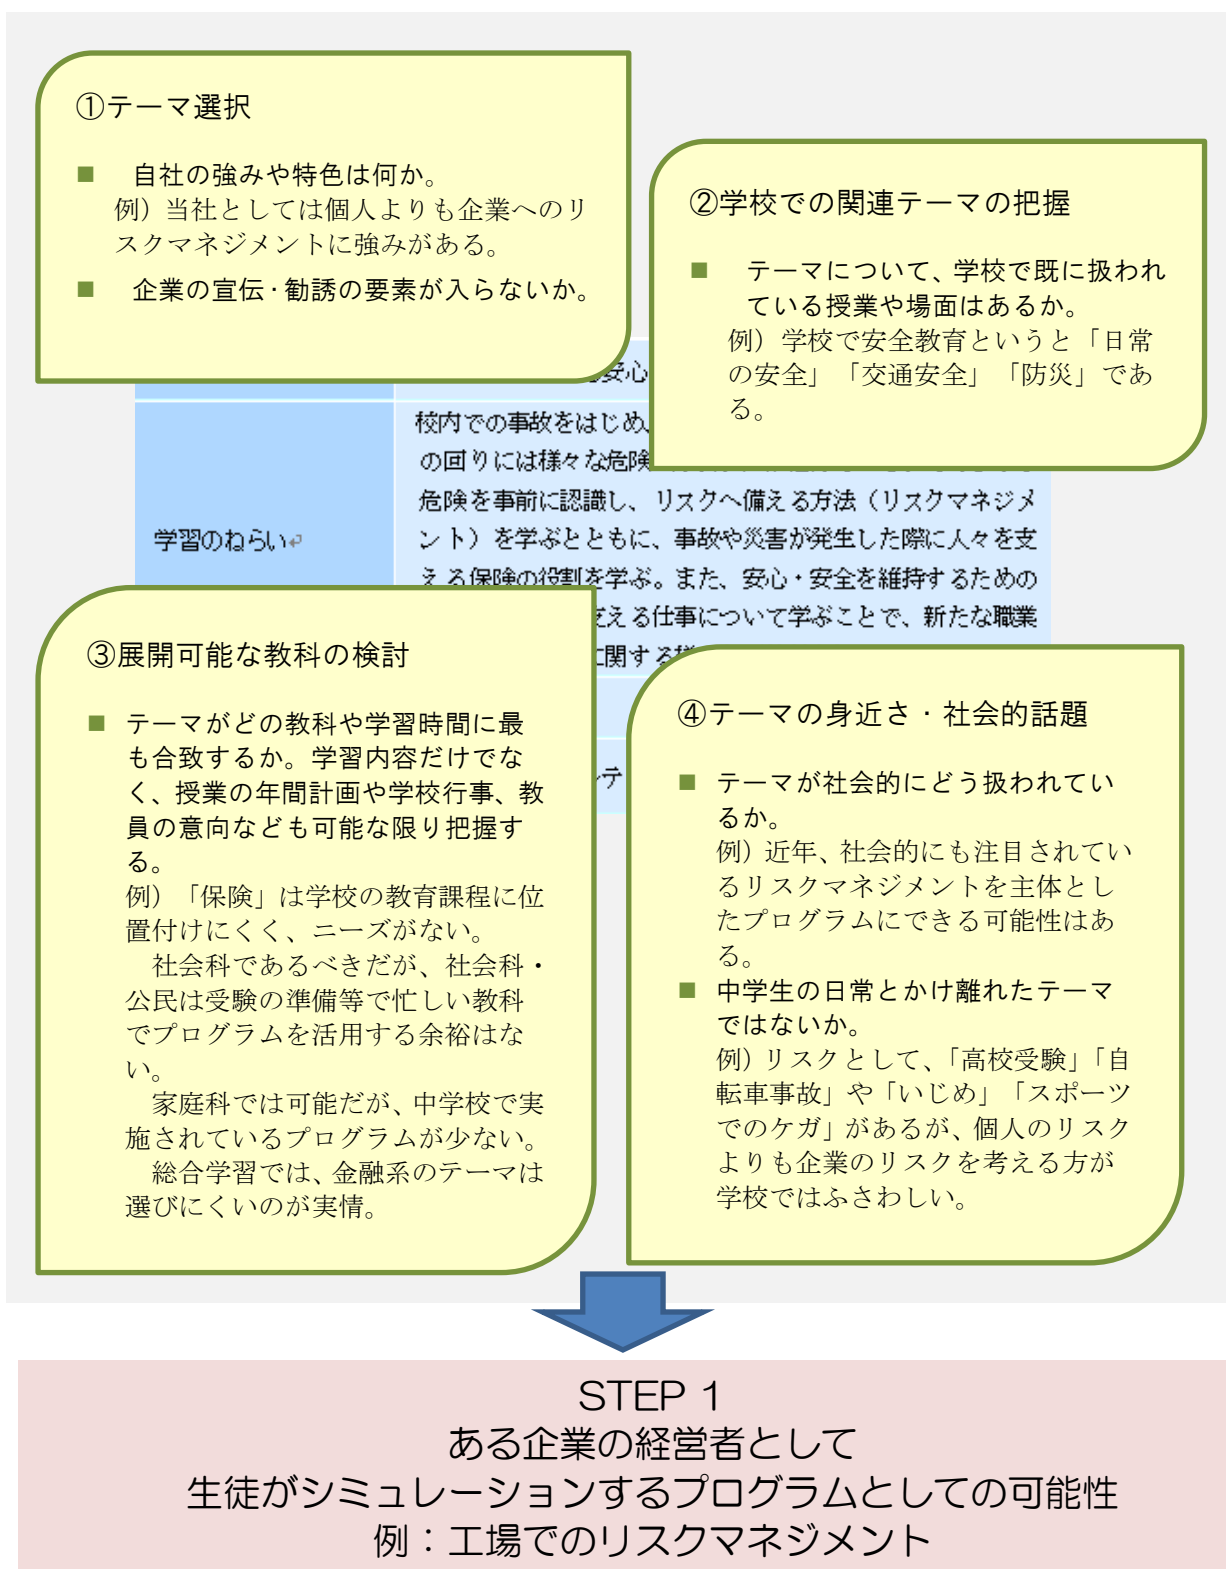 ①テーマ選択
■ 自社の強みや特色は何か。
例）当社としては個人よりも企業へのリ
スクマネジメントに強みがある。
■ 企業の宣伝・勧誘の要素が入らないか。
②学校での関連テーマの把握
■ テーマについて、学校で既に扱われ
ている授業や場面はあるか。
例）学校で安全教育というと「日常
の安全」「交通安全」「防災」であ
る。
安心
校内での事故をはじめ、
の回りには様々な危険
危険を事前に認識し、リスクへ備える方法（リスクマネジメ
学習のねらい
ント）を学ぶとともに、事故や災害が発生した際に人々を支
える保険の役割を学ぶ。また、安心・安全を維持するための
支える仕事について学ぶことで、新たな職業
に関する様
テ
③展開可能な教科の検討
■ テーマがどの教科や学習時間に最
も合致するか。学習内容だけでな
く、授業の年間計画や学校行事、教
員の意向なども可能な限り把握す
る。
例）「保険」は学校の教育課程に位
置付けにくく、ニーズがない。
社会科であるべきだが、社会科・
公民は受験の準備等で忙しい教科
でプログラムを活用する余裕はな
い。
家庭科では可能だが、中学校で実
施されているプログラムが少ない。
総合学習では、金融系のテーマは
選びにくいのが実情。
④テーマの身近さ・社会的話題
■ テーマが社会的にどう扱われてい
るか。
例）近年、社会的にも注目されてい
るリスクマネジメントを主体とし
たプログラムにできる可能性はあ
る。
■ 中学生の日常とかけ離れたテーマ
ではないか。
例）リスクとして、「高校受験」「自
転車事故」や「いじめ」「スポーツ
でのケガ」があるが、個人のリスク
よりも企業のリスクを考える方が
学校ではふさわしい。
STEP 1
ある企業の経営者として
生徒がシミュレーションするプログラムとしての可能性
例：工場でのリスクマネジメント